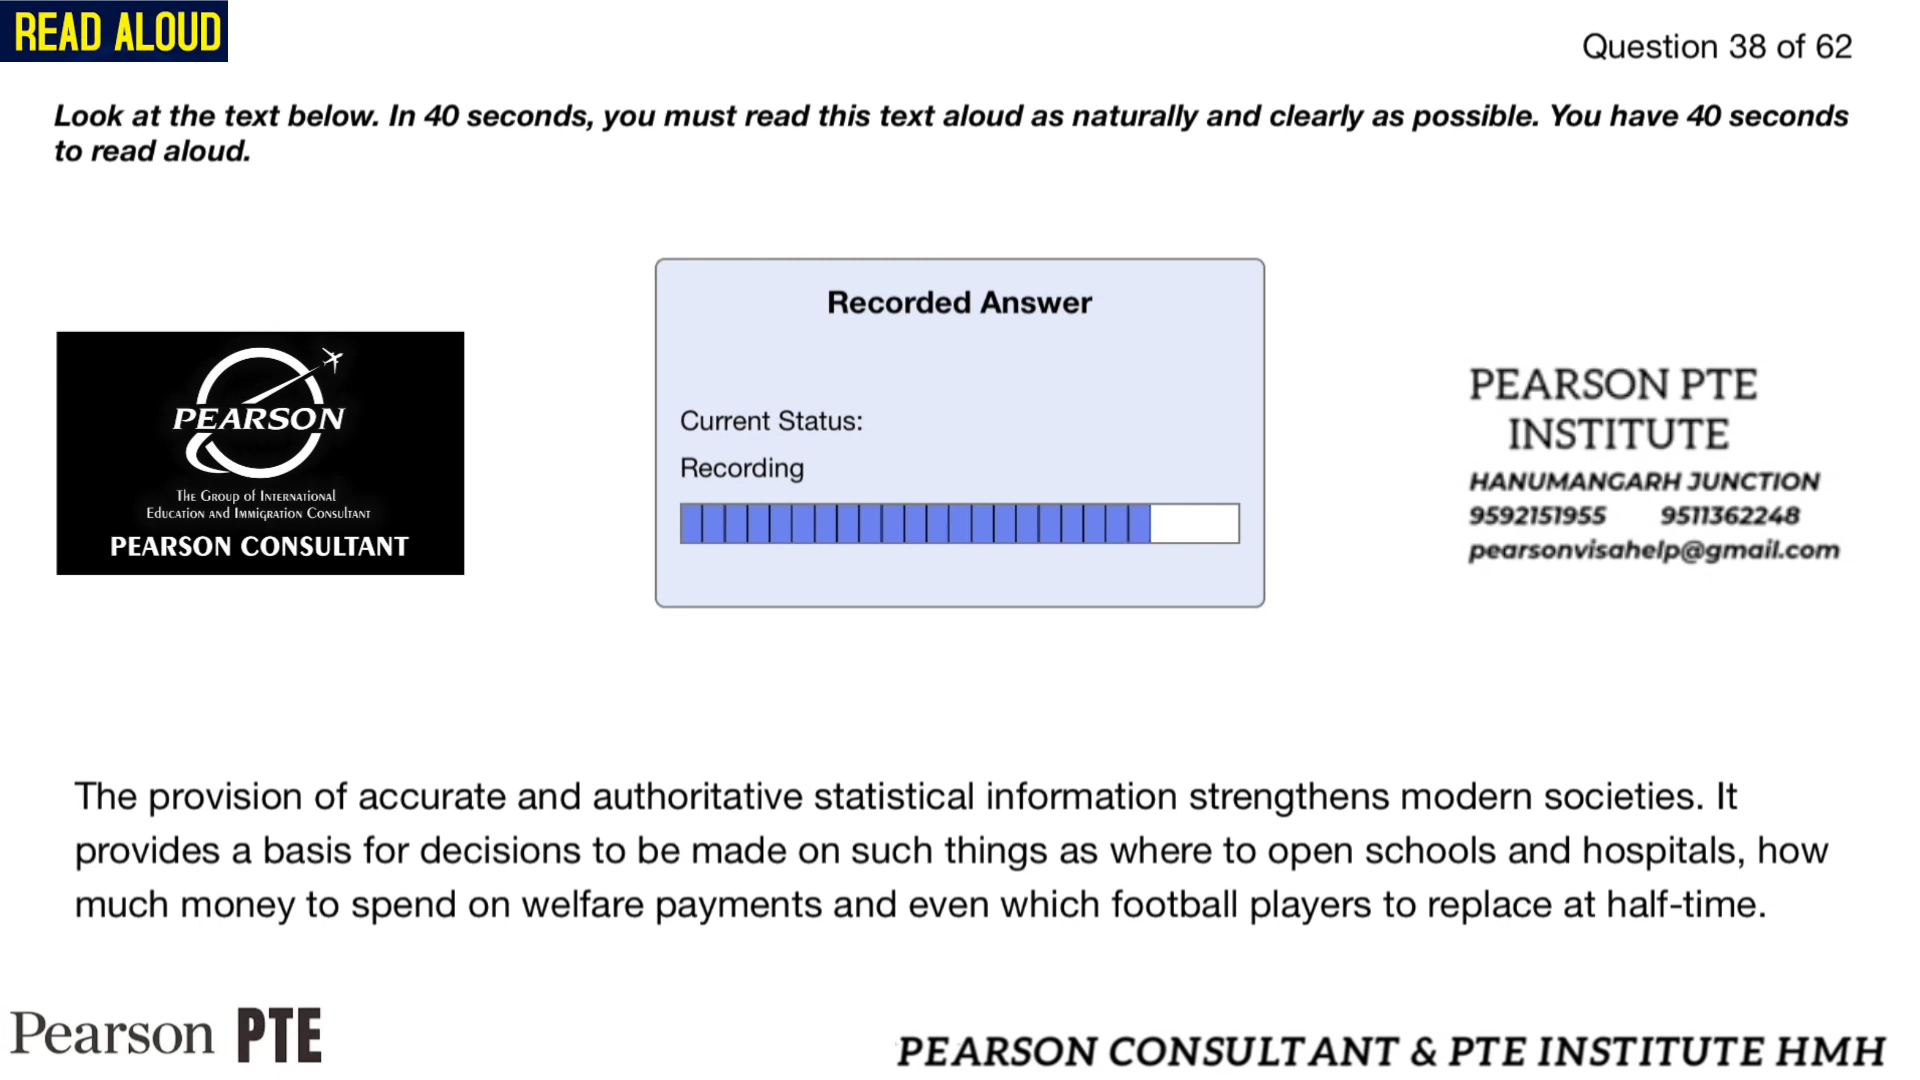 READ ALOUD
Question 38 of 62
Look at the text below. In 40 seconds, you must read this text aloud as naturally and clearly as possible. You have 40 seconds
to read aloud.
Recorded Answer
Current Status:
Recording
PEARSON
The Group of International
Education and Immigration Consultant
PEARSON CONSULTANT
PEARSON PTE
INSTITUTE
HANUMANGARH JUNCTION
9592151955 9511362248
pearsonvisahelp@gmail.com
The provision of accurate and authoritative statistical information strengthens modern societies. It
provides a basis for decisions to be made on such things as where to open schools and hospitals, how
much money to spend on welfare payments and even which football players to replace at half-time.
Pearson PTE
PEARSON CONSULTANT & PTE INSTITUTE HMH